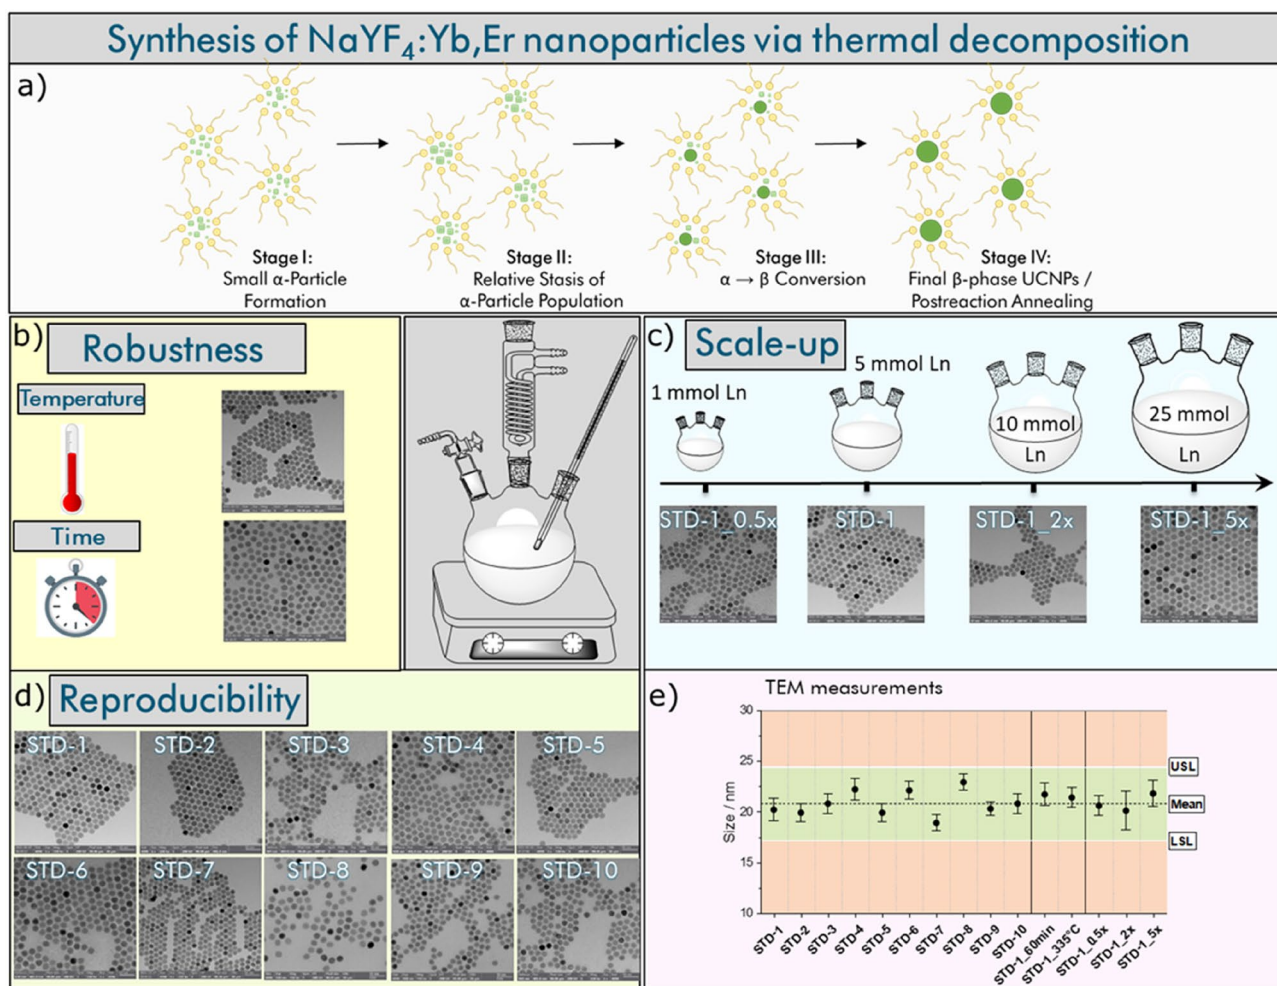 Synthesis of NaYF₄:Yb,Er nanoparticles via thermal decomposition
a)
Stage I:
Small α-Particle
Formation
Stage II:
Relative Stasis of
α-Particle Population
Stage III:
α → β Conversion
Stage IV:
Final β-phase UCNPs /
Postreaction Annealing
b)
Robustness
Temperature
Time
c)
Scale-up
1 mmol Ln
5 mmol Ln
10 mmol
Ln
25 mmol
Ln
STD-1_0.5x
STD-1
STD-1_2x
STD-1_5x
d)
Reproducibility
STD-1
STD-2
STD-3
STD-4
STD-5
STD-6
STD-7
STD-8
STD-9
STD-10
e)
TEM measurements
Size / nm
30
25
20
15
10
USL
Mean
LSL
STD-1
STD-2
STD-3
STD-4
STD-5
STD-6
STD-7
STD-8
STD-9
STD-10
STD-1_60min
STD-1_335°C
STD-1_0.5x
STD-1_2x
STD-1_5x